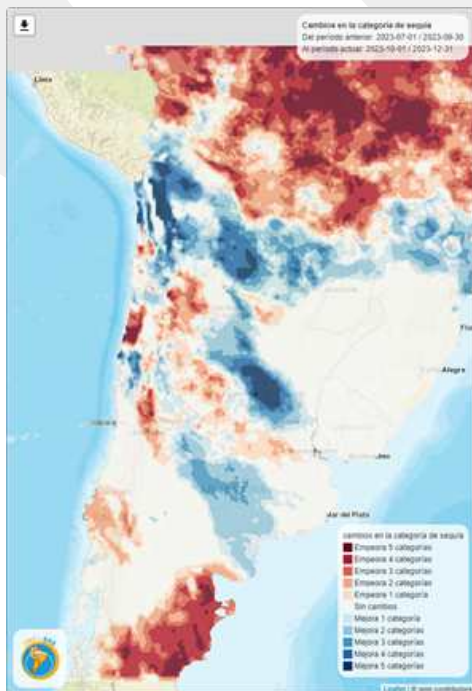 Cambios en la categoría de sequía
Del periodo anterior: 2023-07-01 / 2023-09-30
Al periodo actual: 2023-10-01 / 2023-12-31
Lima
Alegre
Mar del Plata
cambios en la categoría de sequía
Empeora 5 categorías
Empeora 4 categorías
Empeora 3 categorías
Empeora 2 categorías
Empeora 1 categoría
Sin cambios
Mejora 1 categoría
Mejora 2 categorías
Mejora 3 categorías
Mejora 4 categorías
Mejora 5 categorías